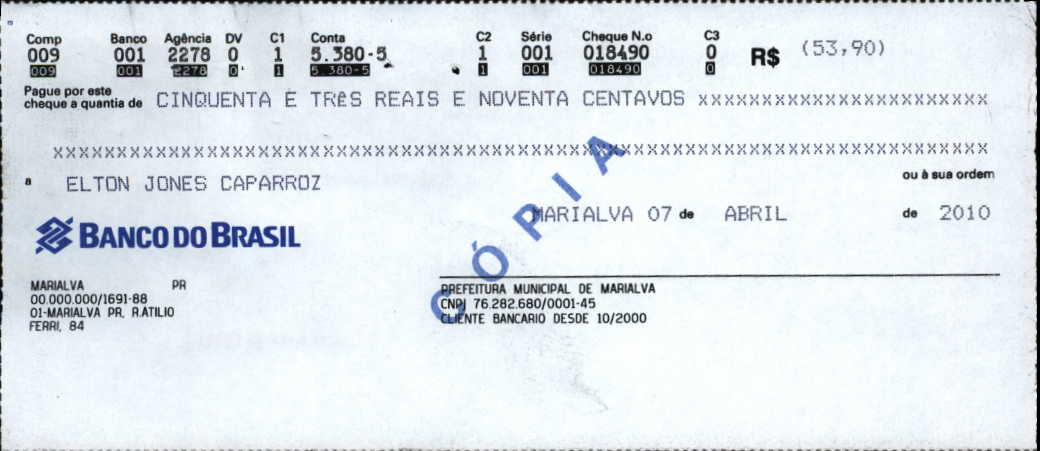 Comp Banco Agência DV C1 Conta C2 Série Cheque N.o C3
009 001 2278 0 1 5.380-5 1 001 018490 0 R$ (53,90)
009 001 2278 0 1 5.380-5 1 001 018490 0
Pague por este
cheque a quantia de CINQUENTA E TRÊS REAIS E NOVENTA CENTAVOS xxxxxxxxxxxxxxxxxxxxxxxxxxx
xxxxxxxxxxxxxxxxxxxxxxxxxxxxxxxxxxxxxxxxxxxxxxxxxxxxxxxxxxxxxxxxxxxxxxxxxxxxxxxxxxxxxxx
a ELTON JONES CAPARROZ ou à sua ordem
MARIALVA 07 de ABRIL de 2010
BANCO DO BRASIL
CÓPIA
MARIALVA PR
00.000.000/1691-88
01-MARIALVA PR, R.ATILIO
FERRI, 84
PREFEITURA MUNICIPAL DE MARIALVA
CNPJ 76.282.680/0001-45
CLIENTE BANCARIO DESDE 10/2000